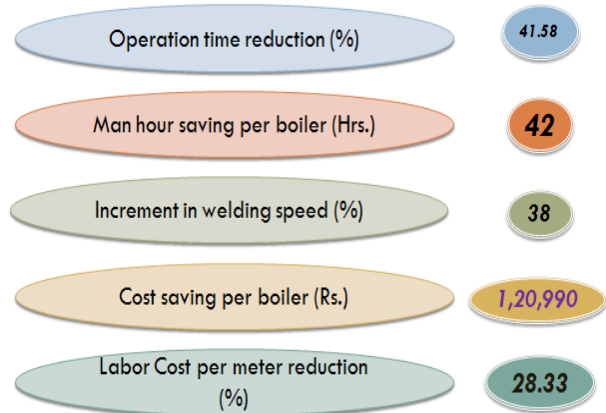 Operation time reduction (%)
41.58
Man hour saving per boiler (Hrs.)
42
Increment in welding speed (%)
38
Cost saving per boiler (Rs.)
1,20,990
Labor Cost per meter reduction
(%)
28.33